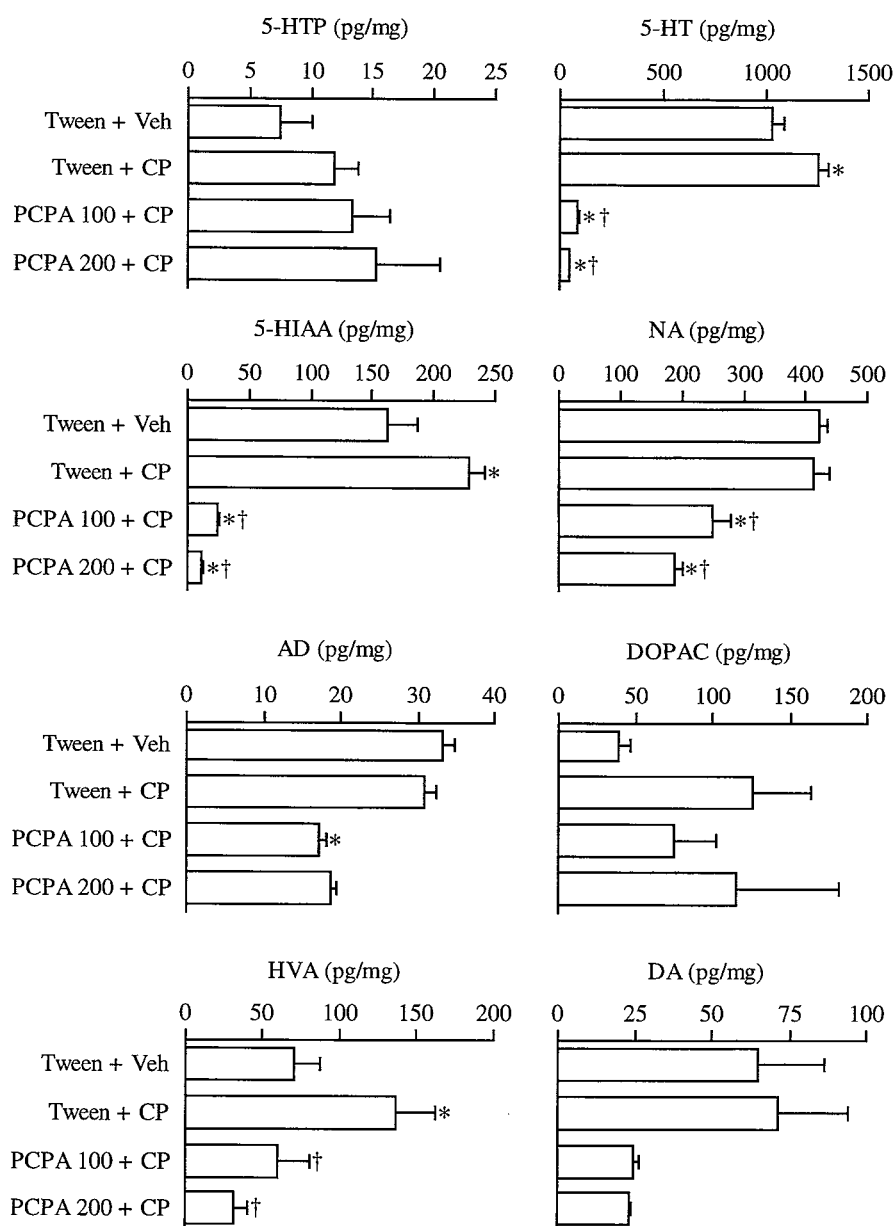 5-HTP (pg/mg) 5-HT (pg/mg)
0 5 10 15 20 25 0 500 1000 1500
Tween + Veh
Tween + CP *
PCPA 100 + CP *†
PCPA 200 + CP *†
5-HIAA (pg/mg) NA (pg/mg)
0 50 100 150 200 250 0 100 200 300 400 500
Tween + Veh
Tween + CP *
PCPA 100 + CP *† *†
PCPA 200 + CP *† *†
AD (pg/mg) DOPAC (pg/mg)
0 10 20 30 40 0 50 100 150 200
Tween + Veh
Tween + CP
PCPA 100 + CP *
PCPA 200 + CP
HVA (pg/mg) DA (pg/mg)
0 50 100 150 200 0 25 50 75 100
Tween + Veh
Tween + CP *
PCPA 100 + CP †
PCPA 200 + CP †